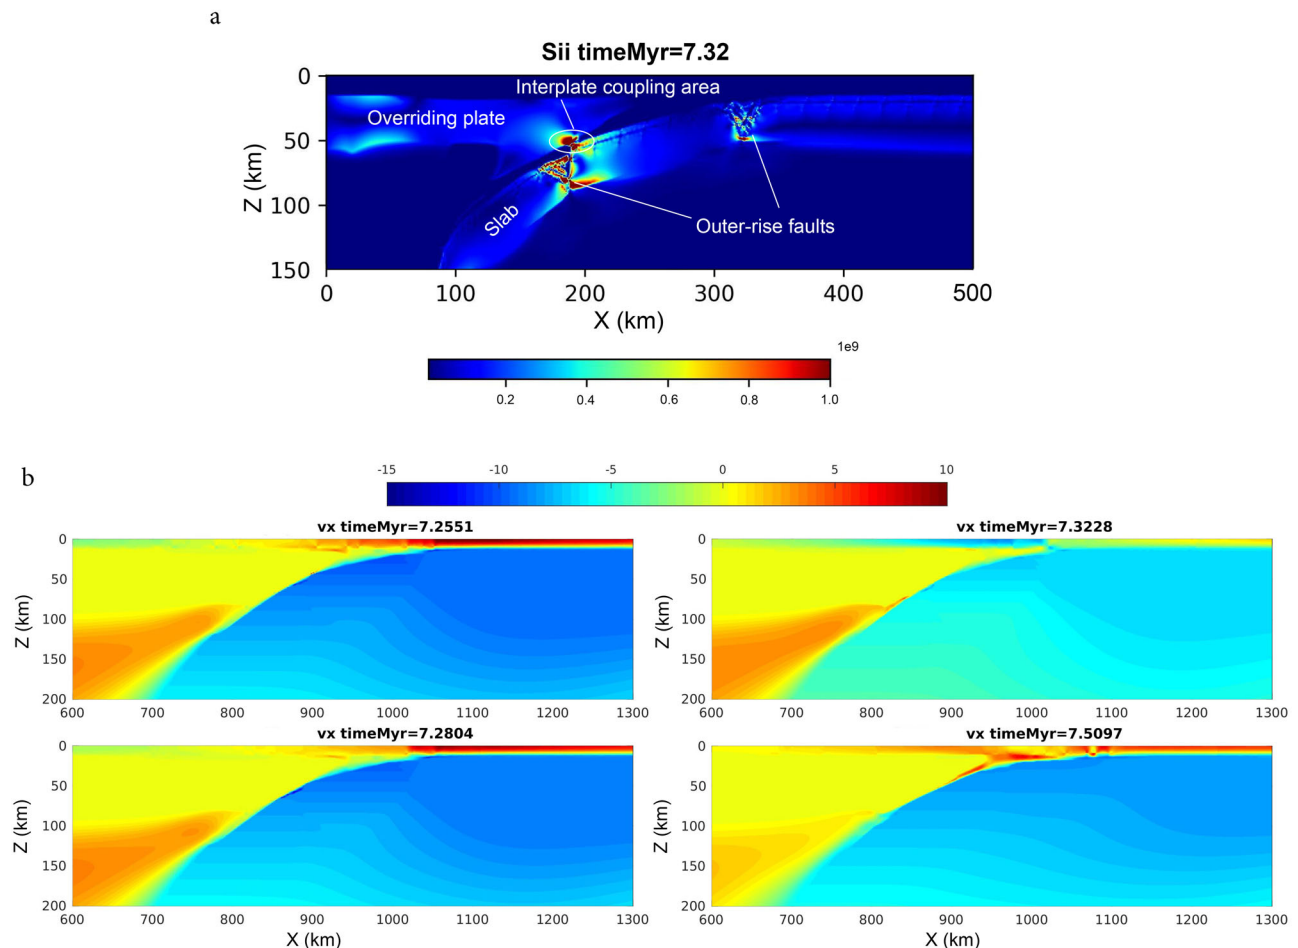 a
Sii timeMyr=7.32
0
50
100
150
Z (km)
Interplate coupling area
Overriding plate
Slab
Outer-rise faults
0 100 200 300 400 500
X (km)
1e9
0.2 0.4 0.6 0.8 1.0
b
-15 -10 -5 0 5 10
vx timeMyr=7.2551
0
50
100
150
200
Z (km)
600 700 800 900 1000 1100 1200 1300
vx timeMyr=7.3228
0
50
100
150
200
Z (km)
600 700 800 900 1000 1100 1200 1300
vx timeMyr=7.2804
0
50
100
150
200
Z (km)
600 700 800 900 1000 1100 1200 1300
X (km)
vx timeMyr=7.5097
0
50
100
150
200
Z (km)
600 700 800 900 1000 1100 1200 1300
X (km)